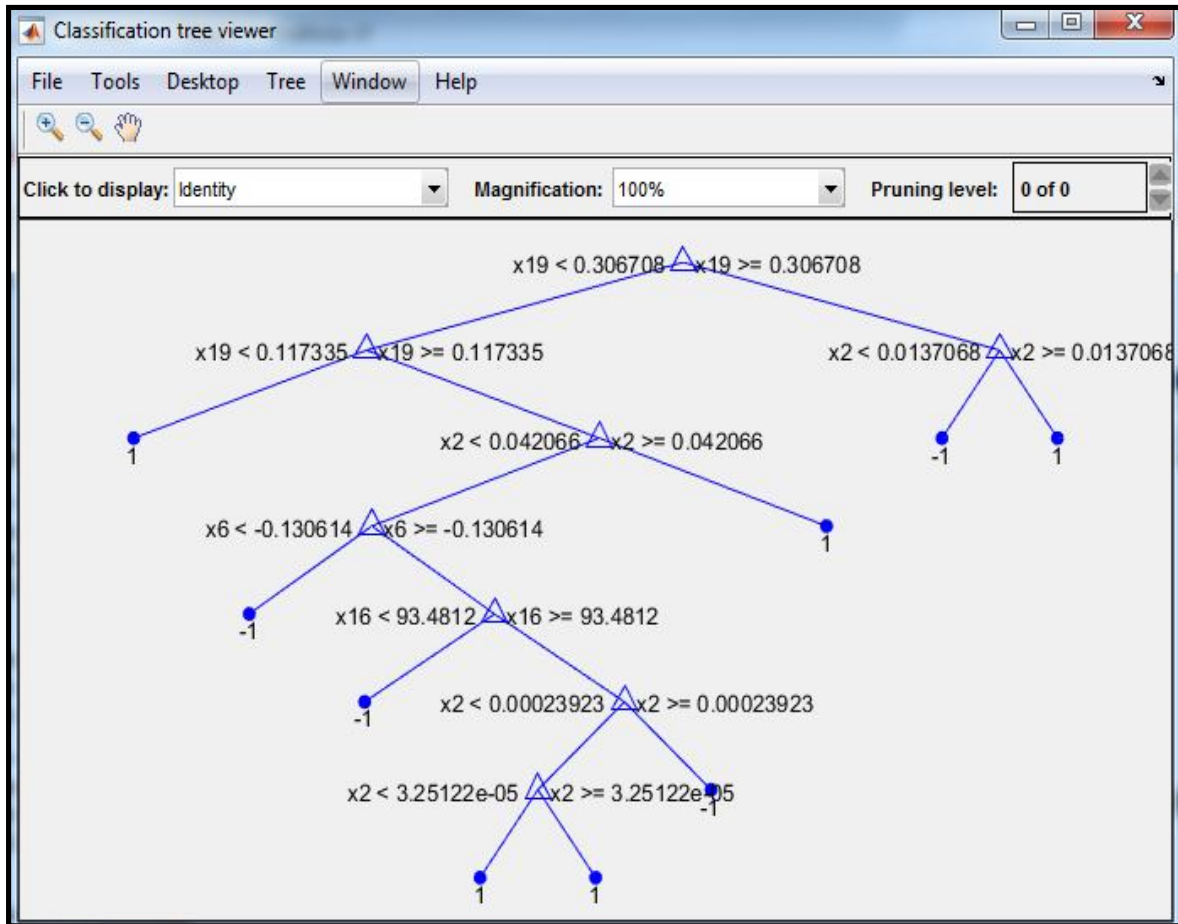 Classification tree viewer
File Tools Desktop Tree Window Help
Click to display: Identity Magnification: 100% Pruning level: 0 of 0
x19 < 0.306708 x19 >= 0.306708
x19 < 0.117335 x19 >= 0.117335 x2 < 0.0137068 x2 >= 0.0137068
1 x2 < 0.042066 x2 >= 0.042066 -1 1
x6 < -0.130614 x6 >= -0.130614 1
-1 x16 < 93.4812 x16 >= 93.4812
-1 x2 < 0.00023923 x2 >= 0.00023923
x2 < 3.25122e-05 x2 >= 3.25122e-05 -1
1 1